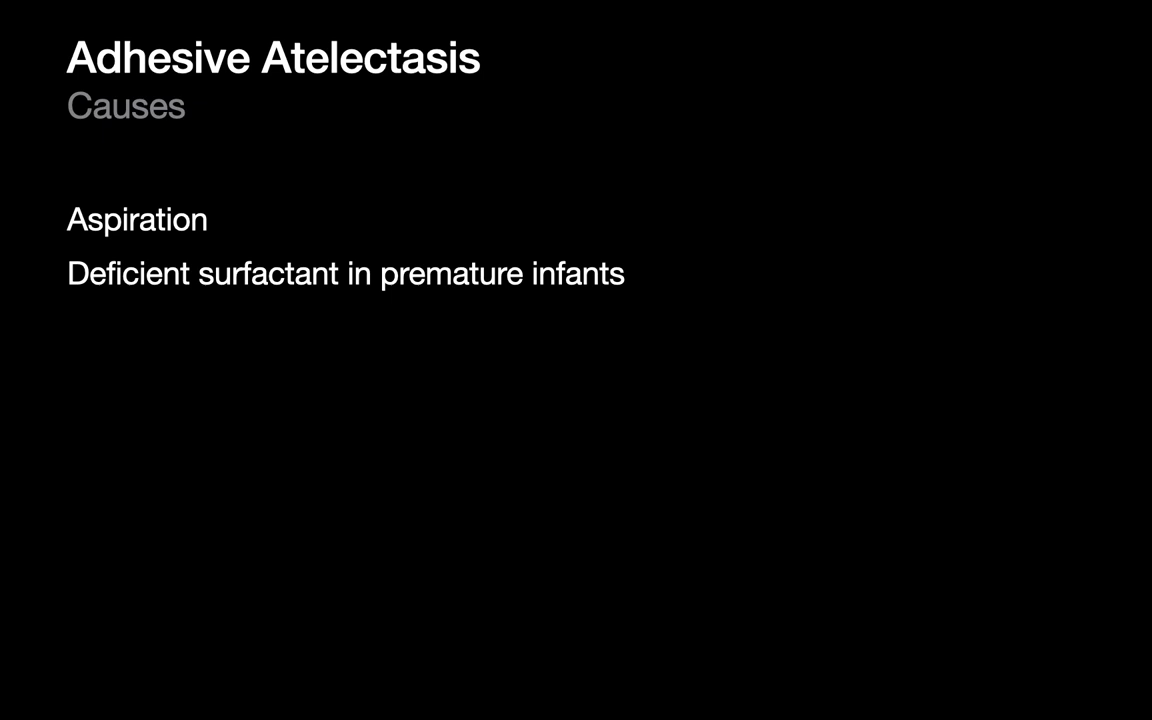 Adhesive Atelectasis
Causes
Aspiration
Deficient surfactant in premature infants